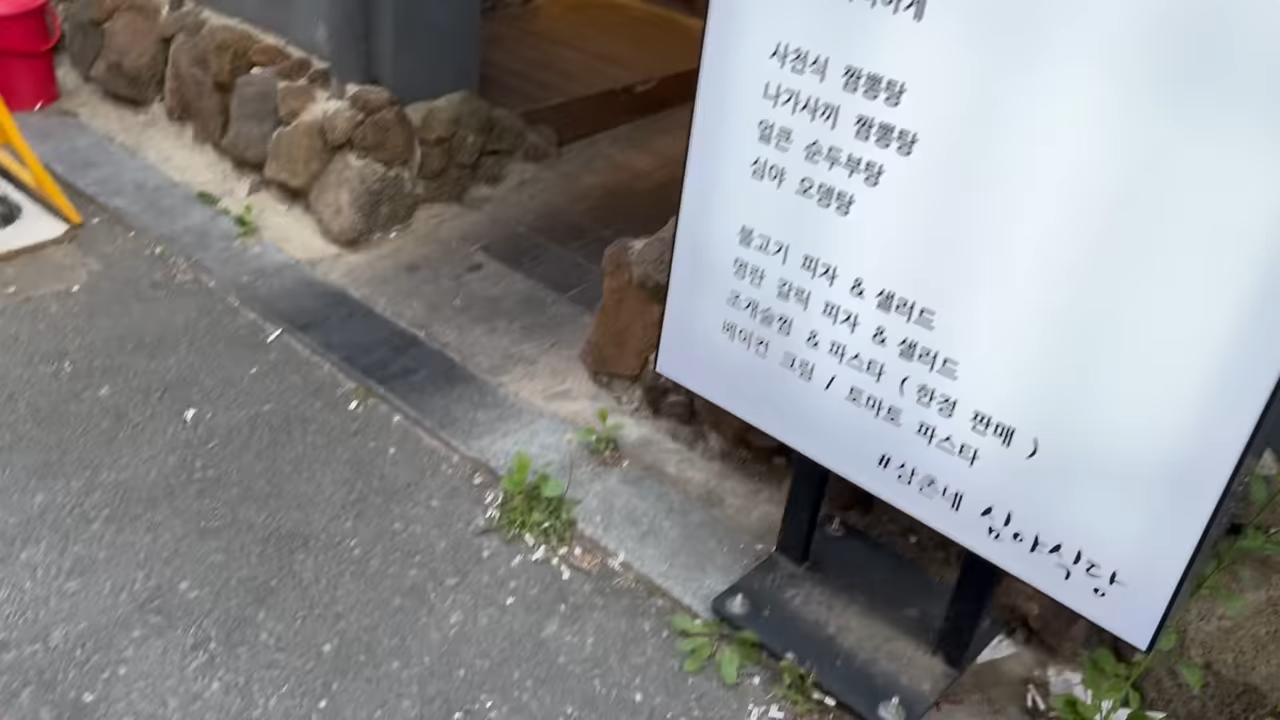 사천식 짬뽕탕
나가사끼 짬뽕탕
얼큰 순두부탕
심야 오뎅탕
불고기 피자 & 샐러드
명란 갈릭 피자 & 샐러드
조개술찜 & 파스타 ( 한정 판매 )
베이컨 크림 / 토마토 파스타
"삼촌네 심야식당